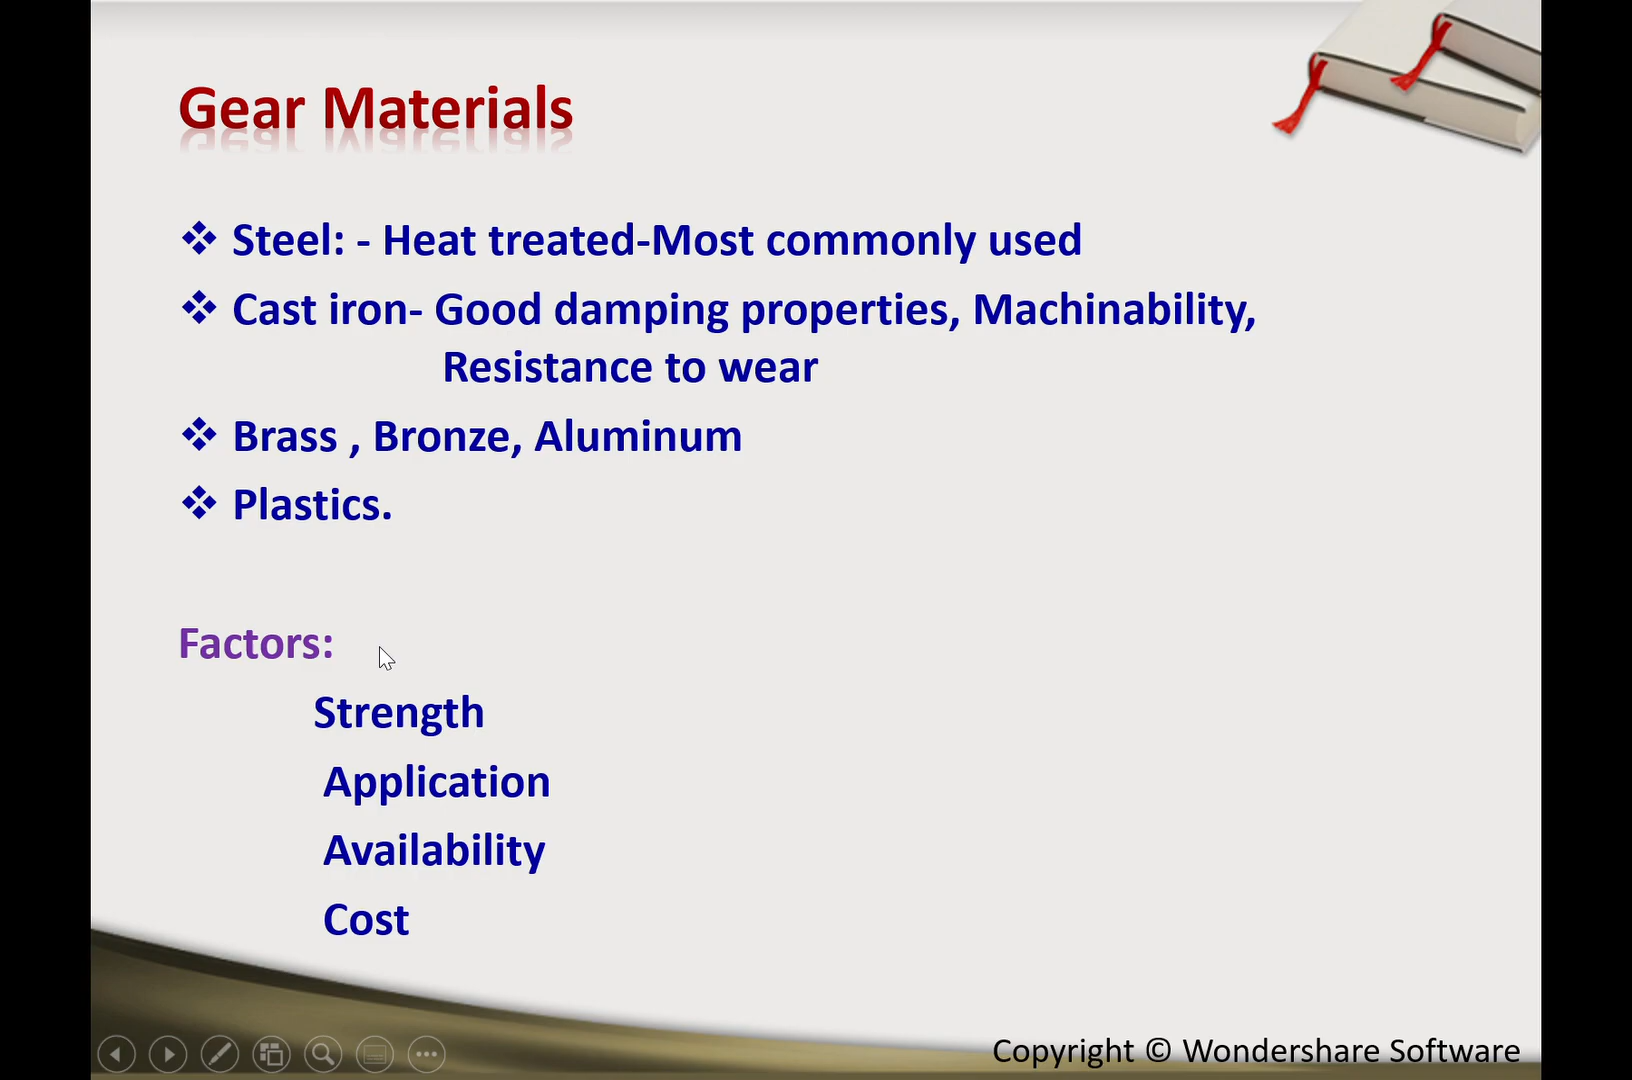 Gear Materials
❖ Steel: - Heat treated-Most commonly used
❖ Cast iron- Good damping properties, Machinability,
Resistance to wear
❖ Brass , Bronze, Aluminum
❖ Plastics.
Factors:
Strength
Application
Availability
Cost
Copyright © Wondershare Software